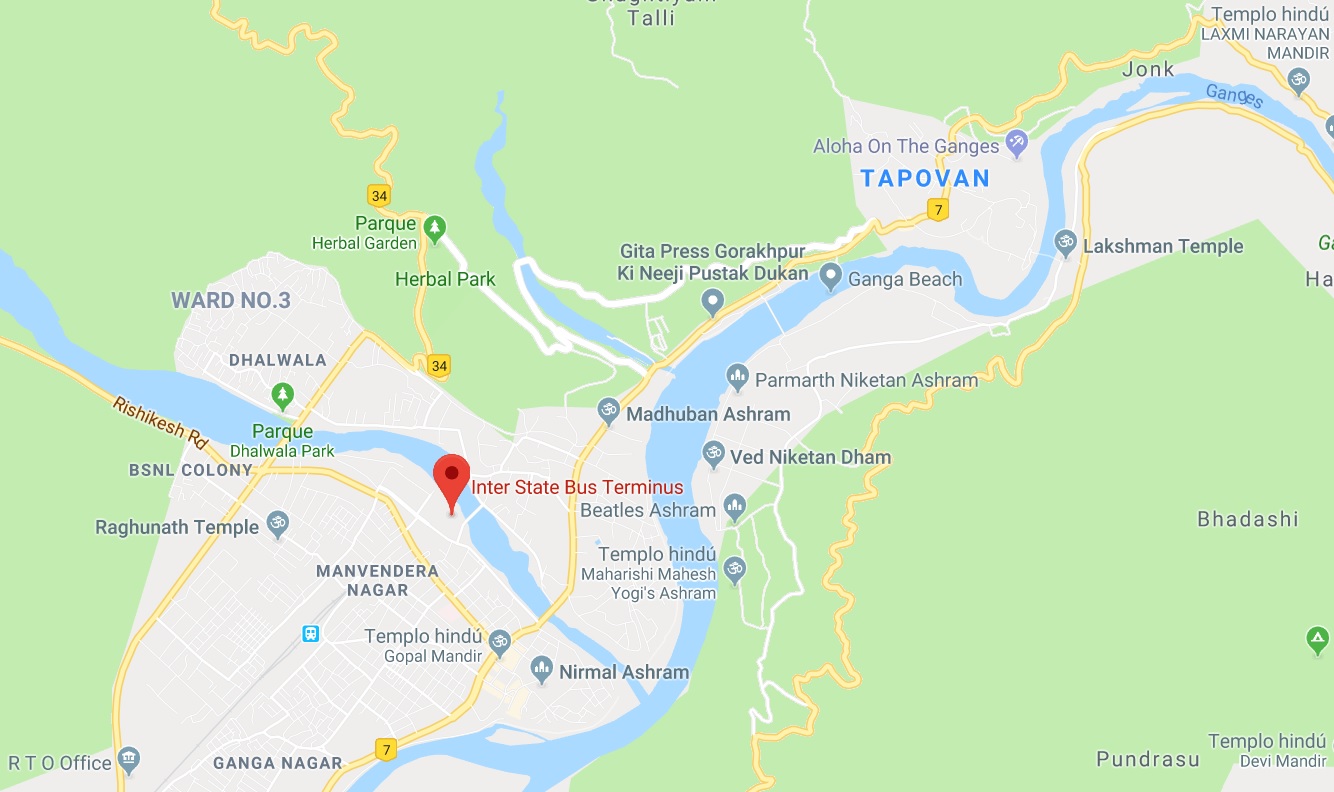 Talli
Templo hindú
LAXMI NARAYAN
MANDIR
Jonk
Ganges
Aloha On The Ganges
TAPOVAN
34
7
Parque
Herbal Garden
Herbal Park
Gita Press Gorakhpur
Ki Neeji Pustak Dukan
Lakshman Temple
Ganga Beach
WARD NO.3
DHALWALA
34
Parmarth Niketan Ashram
Rishikesh Rd
Parque
Dhalwala Park
Madhuban Ashram
BSNL COLONY
Ved Niketan Dham
Inter State Bus Terminus
Beatles Ashram
Raghunath Temple
Bhadashi
Templo hindú
Maharishi Mahesh
Yogi's Ashram
MANVENDERA
NAGAR
Templo hindú
Gopal Mandir
Nirmal Ashram
7
R T O Office
GANGA NAGAR
Pundrasu
Templo hindú
Devi Mandir